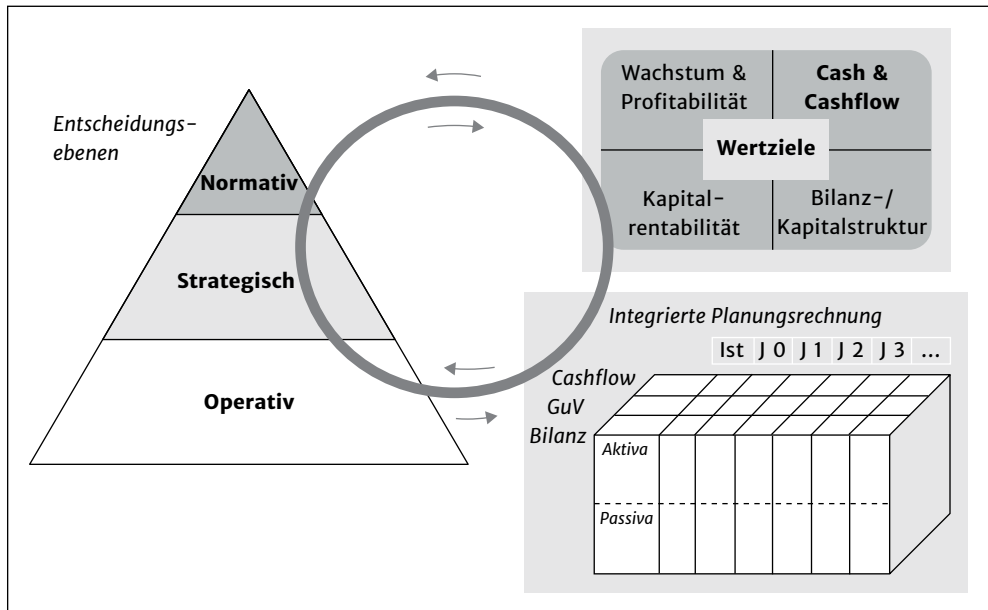 Entscheidungs-
ebenen
Normativ
Strategisch
Operativ
Wachstum &
Profitabilität
Cash &
Cashflow
Wertziele
Kapital-
rentabilität
Bilanz-/
Kapitalstruktur
Integrierte Planungsrechnung
Ist J 0 J 1 J 2 J 3 ...
Cashflow
GuV
Bilanz
Aktiva
Passiva